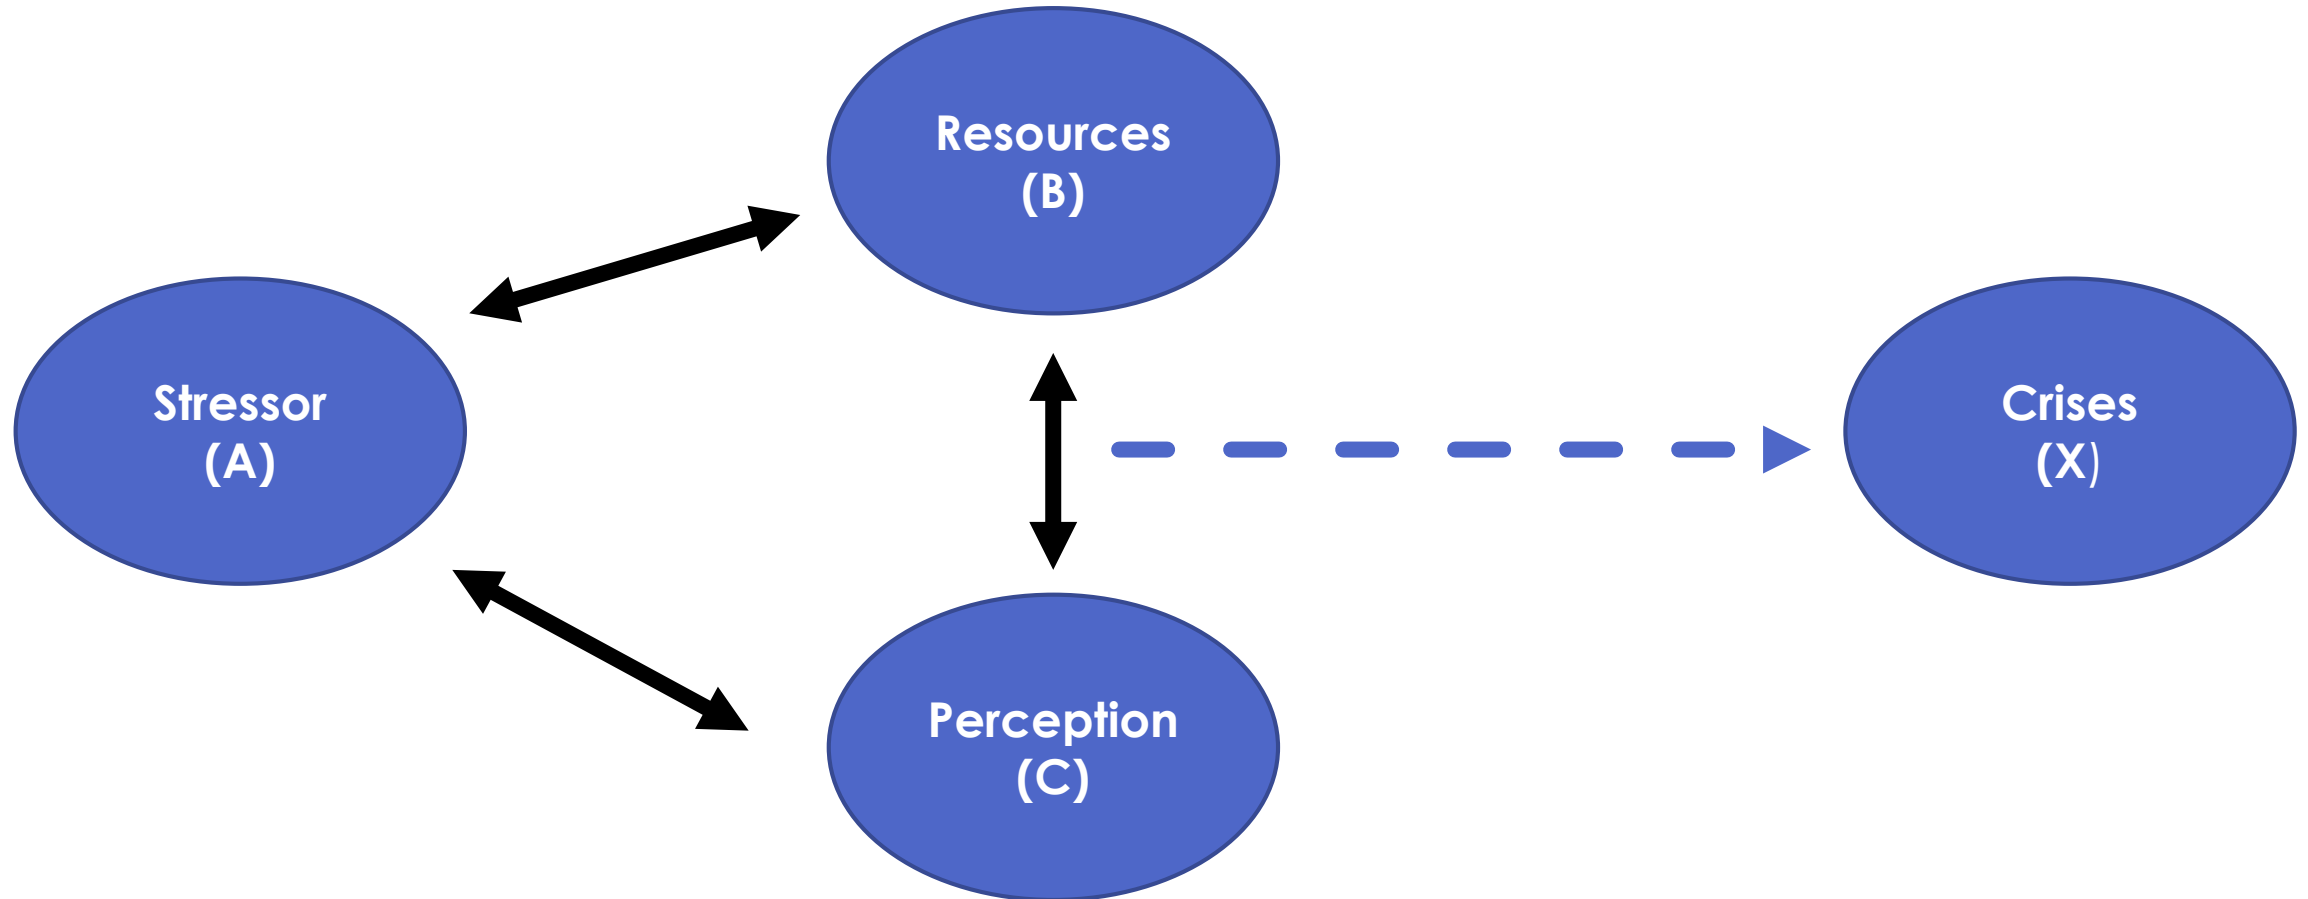 Resources
(B)
Stressor
(A)
Crises
(X)
Perception
(C)